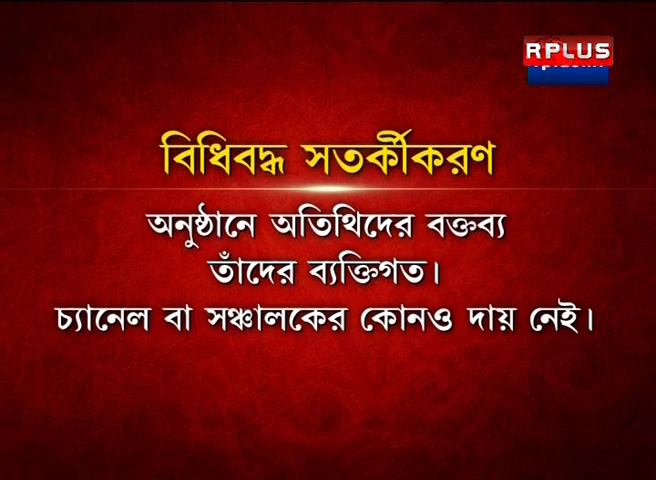 RPLUS
বিধিবদ্ধ সতর্কীকরণ
অনুষ্ঠানে অতিথিদের বক্তব্য
তাঁদের ব্যক্তিগত।
চ্যানেল বা সঞ্চালকের কোনও দায় নেই।